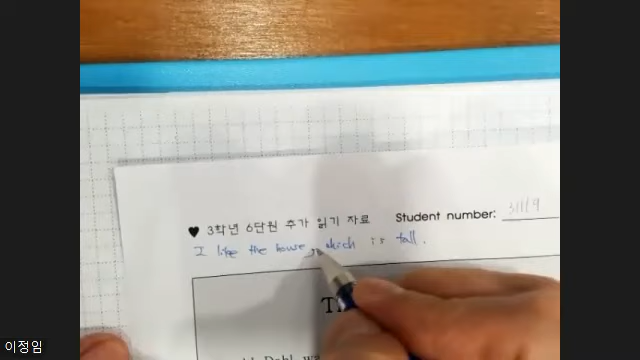 ♥ 3학년 6단원 추가 읽기 자료 Student number: 31119
I like the house, which is tall.
이정임